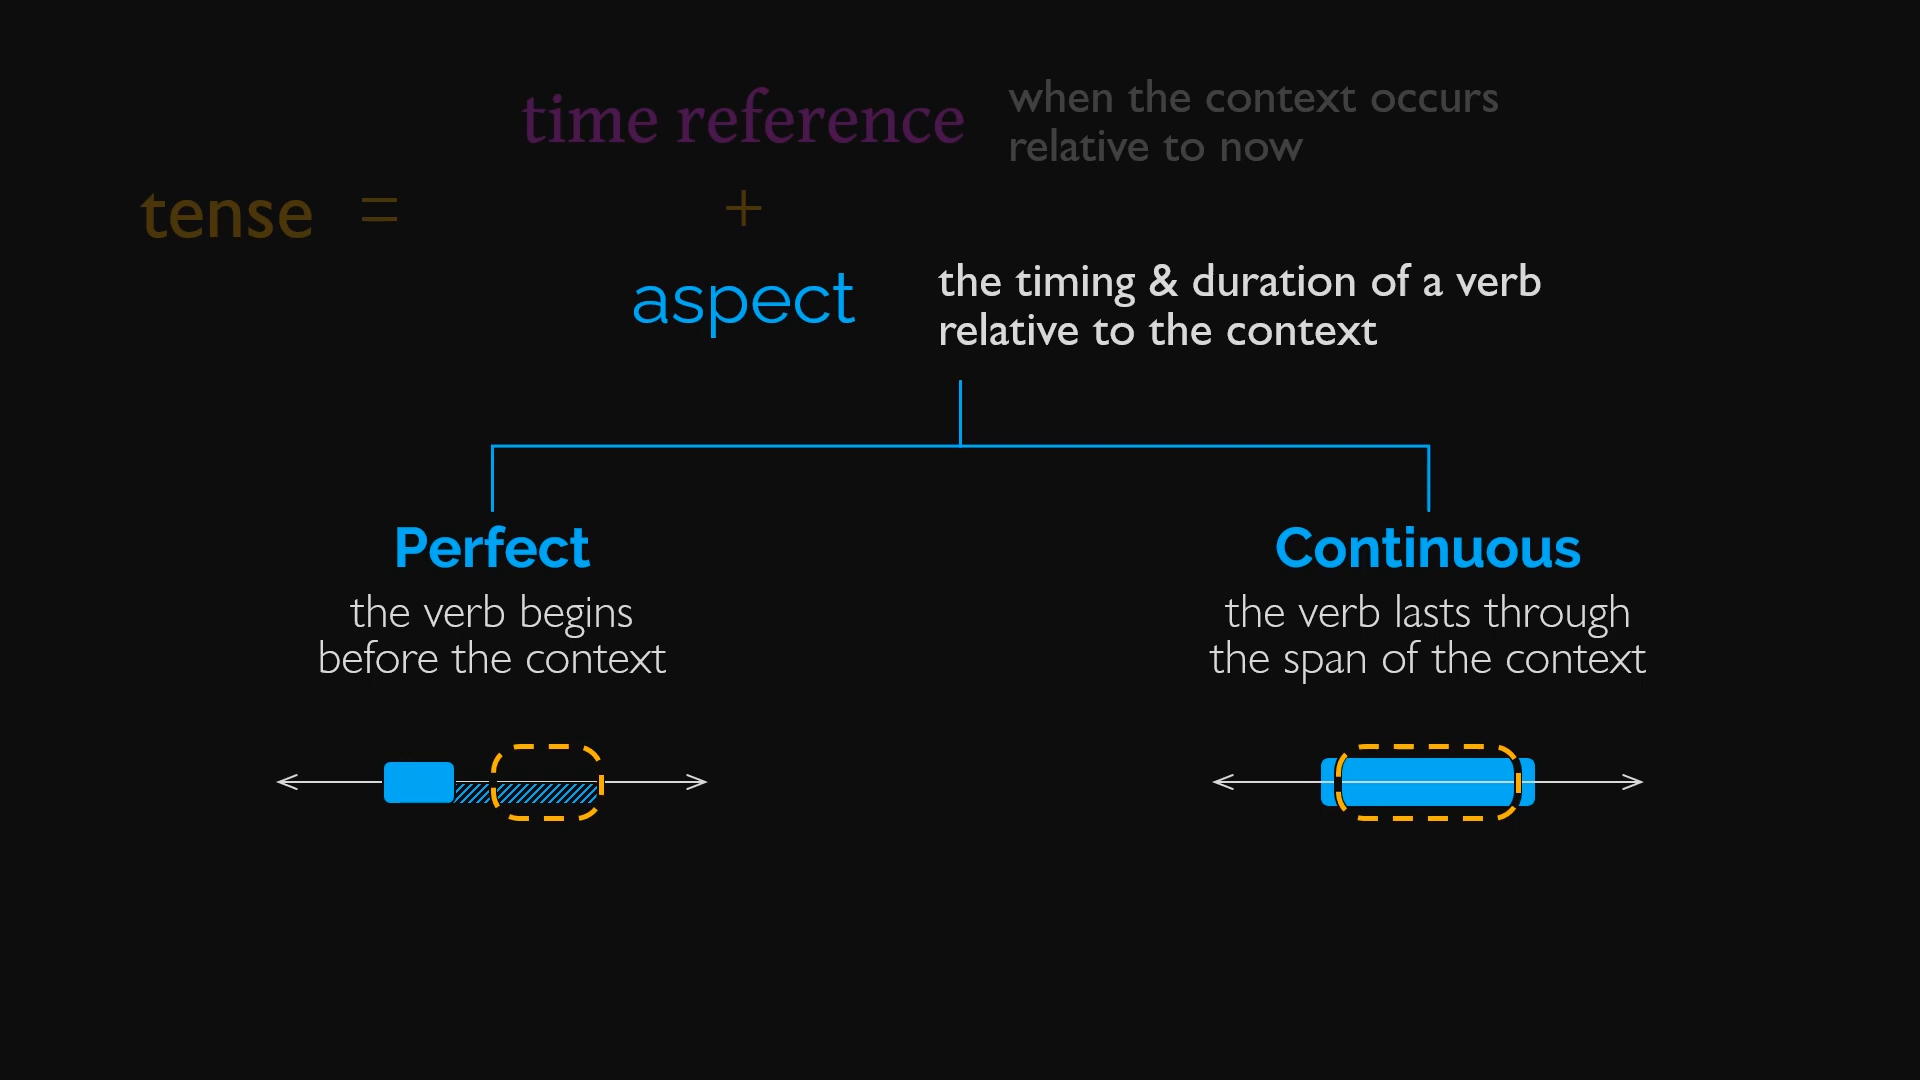 time reference
when the context occurs
relative to now
tense =
+
aspect
the timing & duration of a verb
relative to the context
Perfect
the verb begins
before the context
Continuous
the verb lasts through
the span of the context